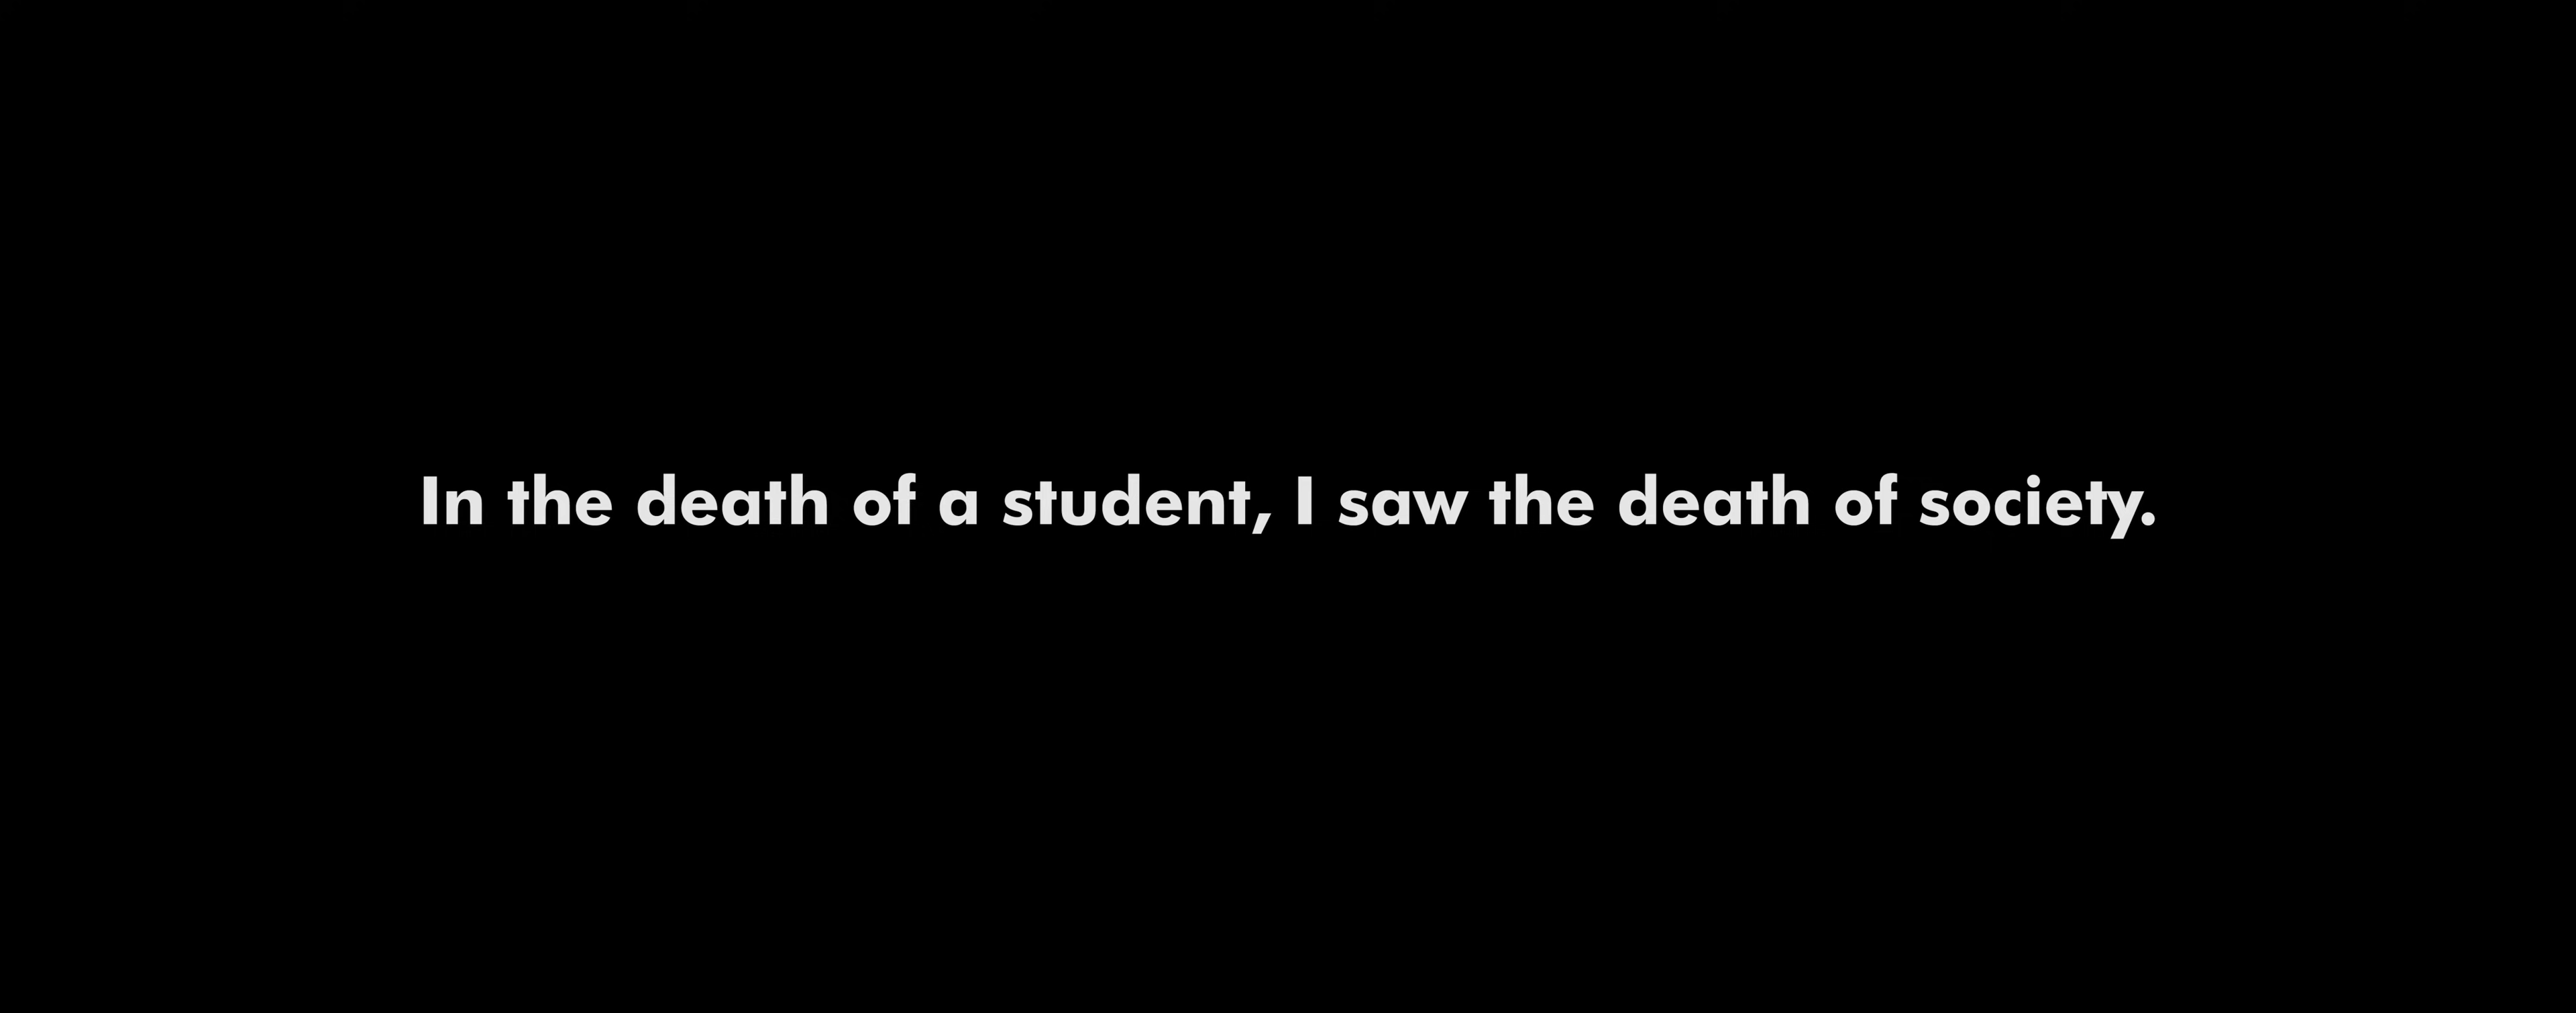 In the death of a student, I saw the death of society.